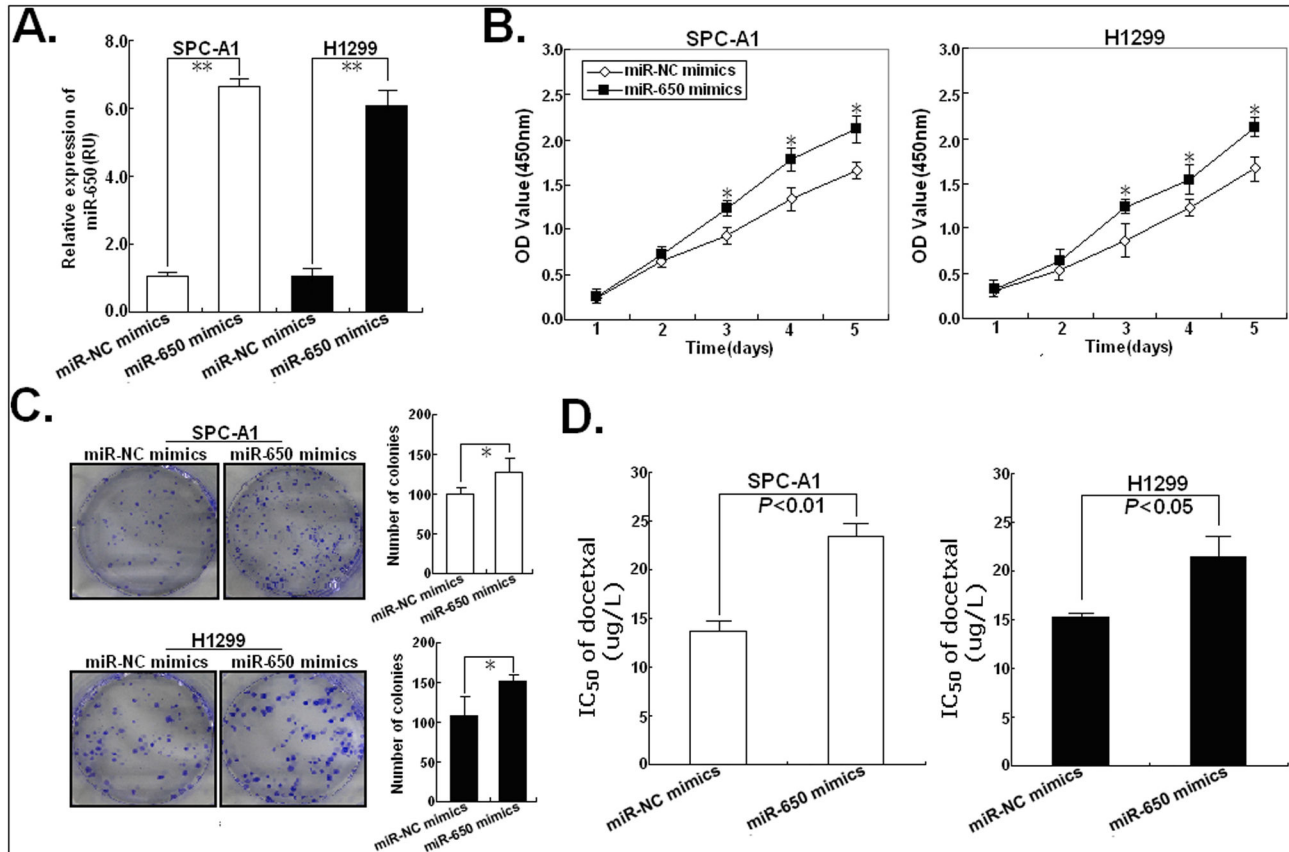 A.
SPC-A1
H1299
**
**
8.0
6.0
4.0
2.0
0.0
Relative expression of
miR-650(RU)
miR-NC mimics
miR-650 mimics
miR-NC mimics
miR-650 mimics
B.
SPC-A1
miR-NC mimics
miR-650 mimics
3.0
2.5
2.0
1.5
1.0
0.5
0.0
OD Value (450nm)
*
*
*
1 2 3 4 5
Time(days)
H1299
3.0
2.5
2.0
1.5
1.0
0.5
0.0
OD Value (450nm)
*
*
*
1 2 3 4 5
Time(days)
C.
SPC-A1
miR-NC mimics miR-650 mimics
200
150
100
50
0
Number of colonies
*
miR-NC mimics
miR-650 mimics
H1299
miR-NC mimics miR-650 mimics
200
150
100
50
0
Number of colonies
*
miR-NC mimics
miR-650 mimics
D.
SPC-A1
P<0.01
30
25
20
15
10
5
0
IC50 of docetxal
(ug/L)
miR-NC mimics
miR-650 mimics
H1299
P<0.05
30
25
20
15
10
5
0
IC50 of docetxal
(ug/L)
miR-NC mimics
miR-650 mimics